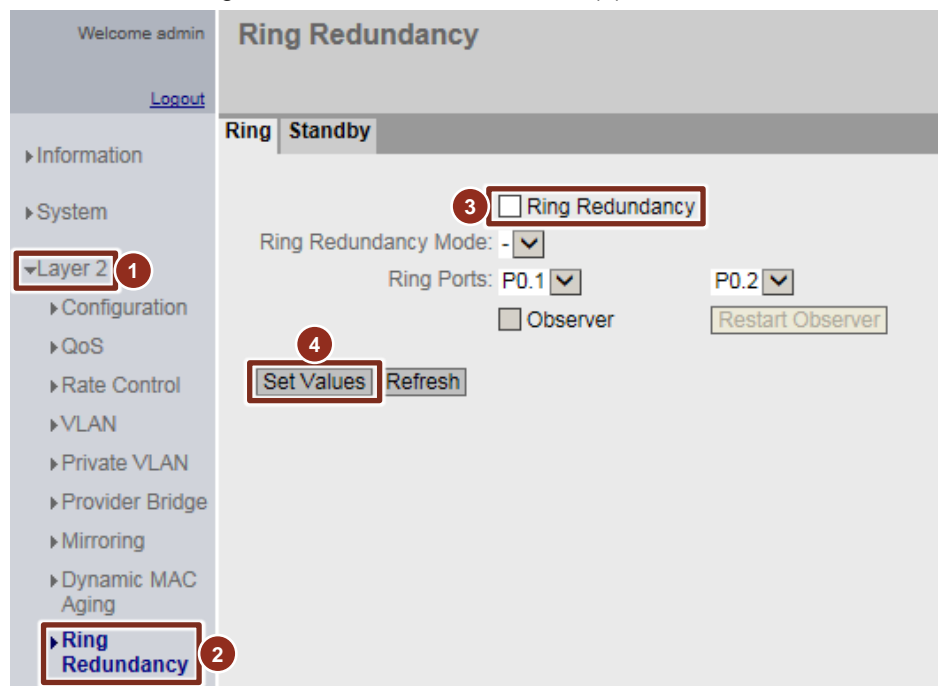 Welcome admin
Logout
Ring Redundancy
Ring Standby
Information
System
Layer 2
1
Configuration
QoS
Rate Control
VLAN
Private VLAN
Provider Bridge
Mirroring
Dynamic MAC
Aging
Ring
Redundancy
2
3
Ring Redundancy
Ring Redundancy Mode: -
Ring Ports: P0.1 P0.2
Observer Restart Observer
4
Set Values Refresh